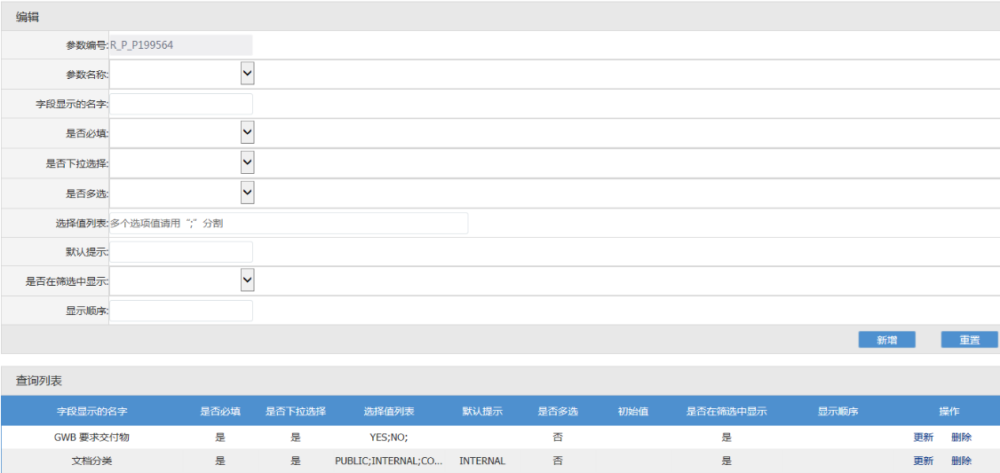 编辑
参数编号: R_P_P199564
参数名称:
字段显示的名字:
是否必填:
是否下拉选择:
是否多选:
选择值列表: 多个选项值请用“;”分割
默认提示:
是否在筛选中显示:
显示顺序:
新增 重置
查询列表
字段显示的名字 是否必填 是否下拉选择 选择值列表 默认提示 是否多选 初始值 是否在筛选中显示 显示顺序 操作
GWB 要求交付物 是 是 YES;NO; 否 是 更新 删除
文档分类 是 是 PUBLIC;INTERNAL;CO... INTERNAL 否 是 更新 删除